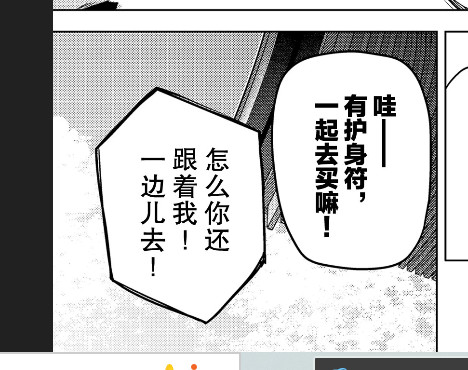 哇——
有护身符，
一起去买嘛！
怎么你还
跟着我！
一边儿去！